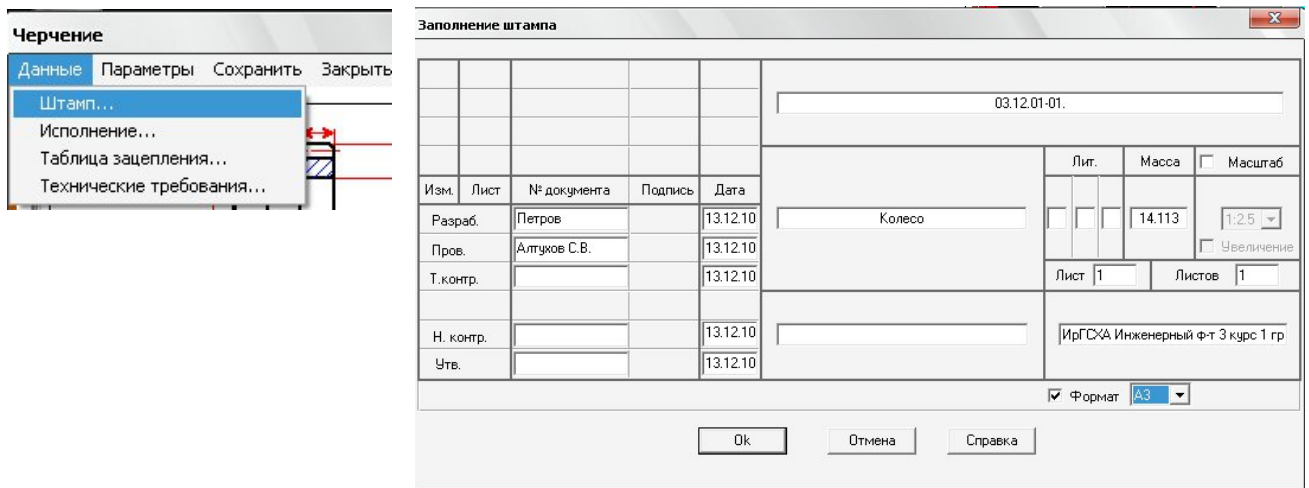 Черчение
Данные Параметры Сохранить Закрыть
Штамп...
Исполнение...
Таблица зацепления...
Технические требования...
Заполнение штампа
03.12.01-01.
Лит. Масса Масштаб
Изм. Лист № документа Подпись Дата
Разраб. Петров 13.12.10 Колесо 14.113 1:2.5
Пров. Алтухов С.В. 13.12.10 Увеличение
Т.контр. 13.12.10 Лист 1 Листов 1
Н. контр. 13.12.10 ИрГСХА Инженерный ф-т 3 курс 1 гр
Утв. 13.12.10
Формат А3
Ok Отмена Справка